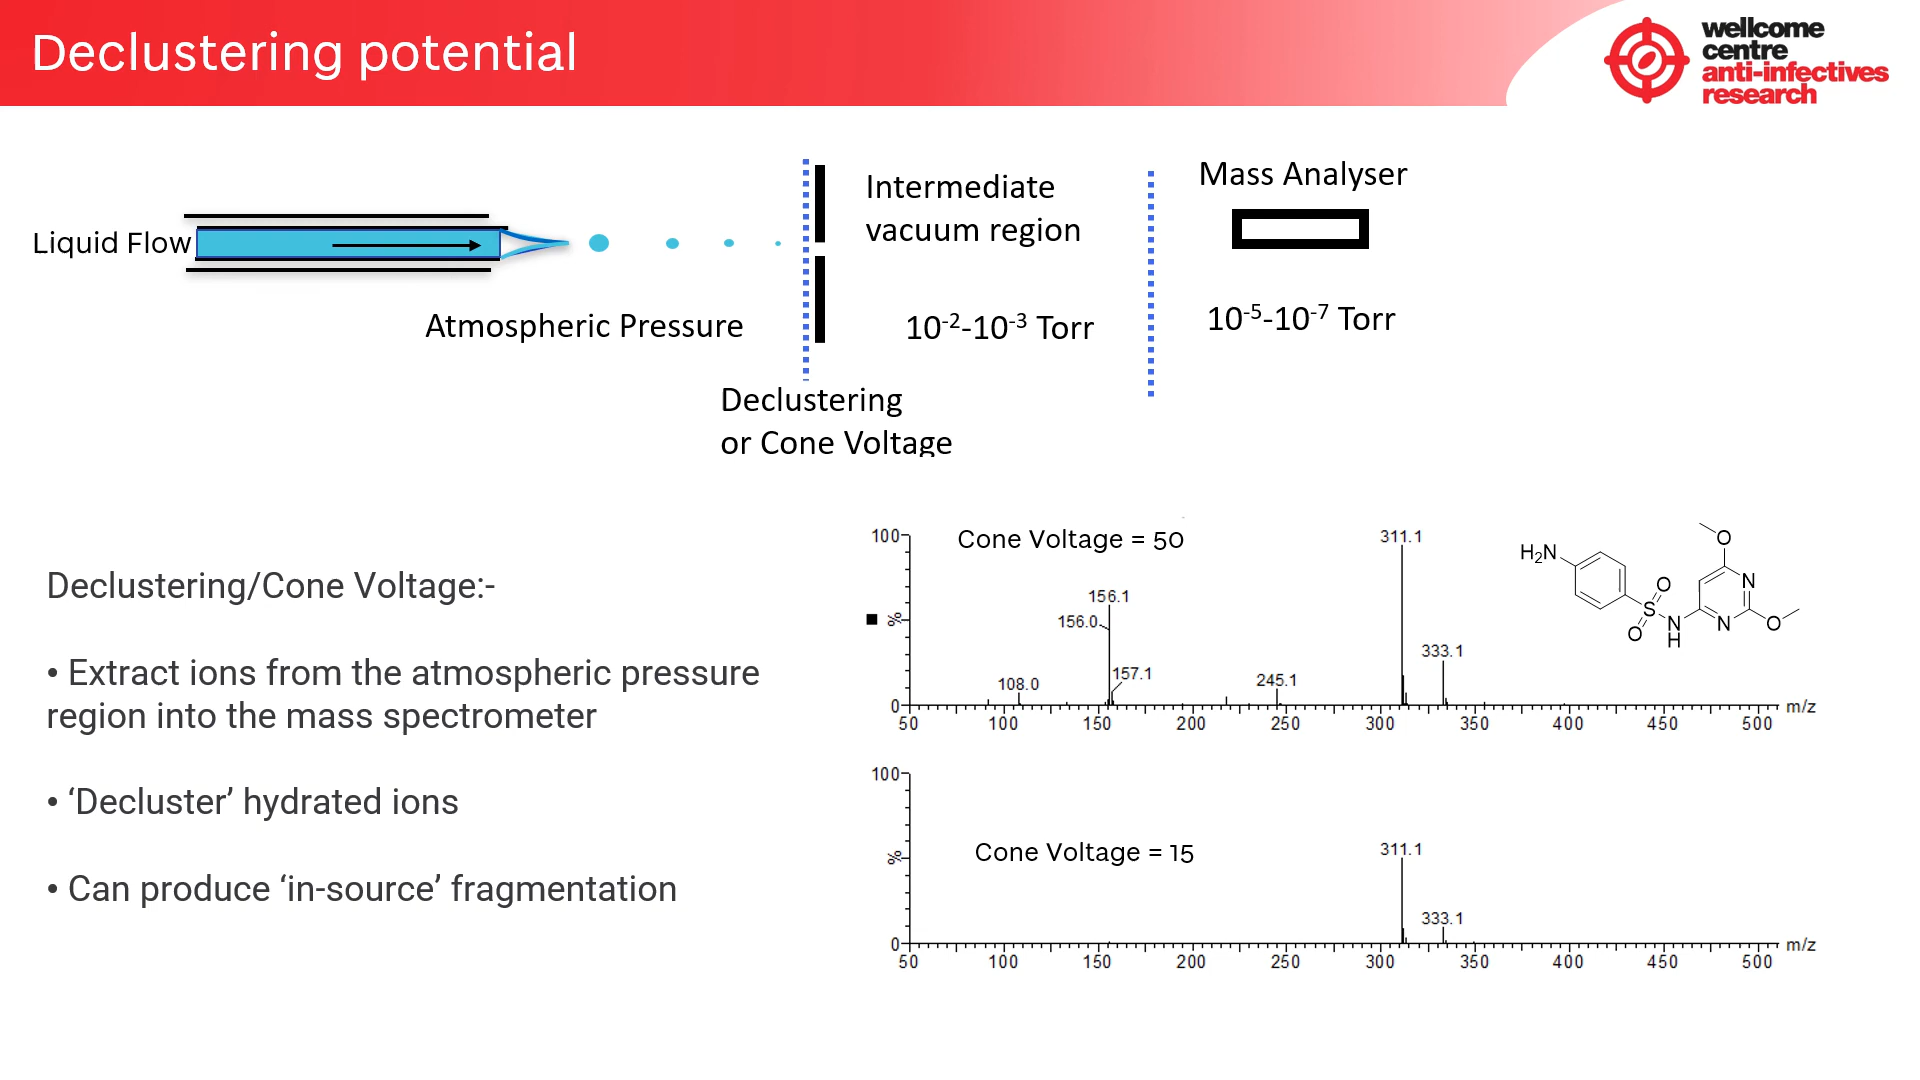 Declustering potential
wellcome
centre
anti-infectives
research
Liquid Flow
Atmospheric Pressure
Intermediate
vacuum region
10⁻²-10⁻³ Torr
Mass Analyser
10⁻⁵-10⁻⁷ Torr
Declustering
or Cone Voltage
Declustering/Cone Voltage:-
• Extract ions from the atmospheric pressure
region into the mass spectrometer
• ‘Decluster’ hydrated ions
• Can produce ‘in-source’ fragmentation
Cone Voltage = 50
100
%
0
108.0
156.1
156.0
157.1
245.1
311.1
333.1
50 100 150 200 250 300 350 400 450 500
m/z
H₂N
O
O
S
N
H
O
N
N
O
Cone Voltage = 15
100
%
0
311.1
333.1
50 100 150 200 250 300 350 400 450 500
m/z